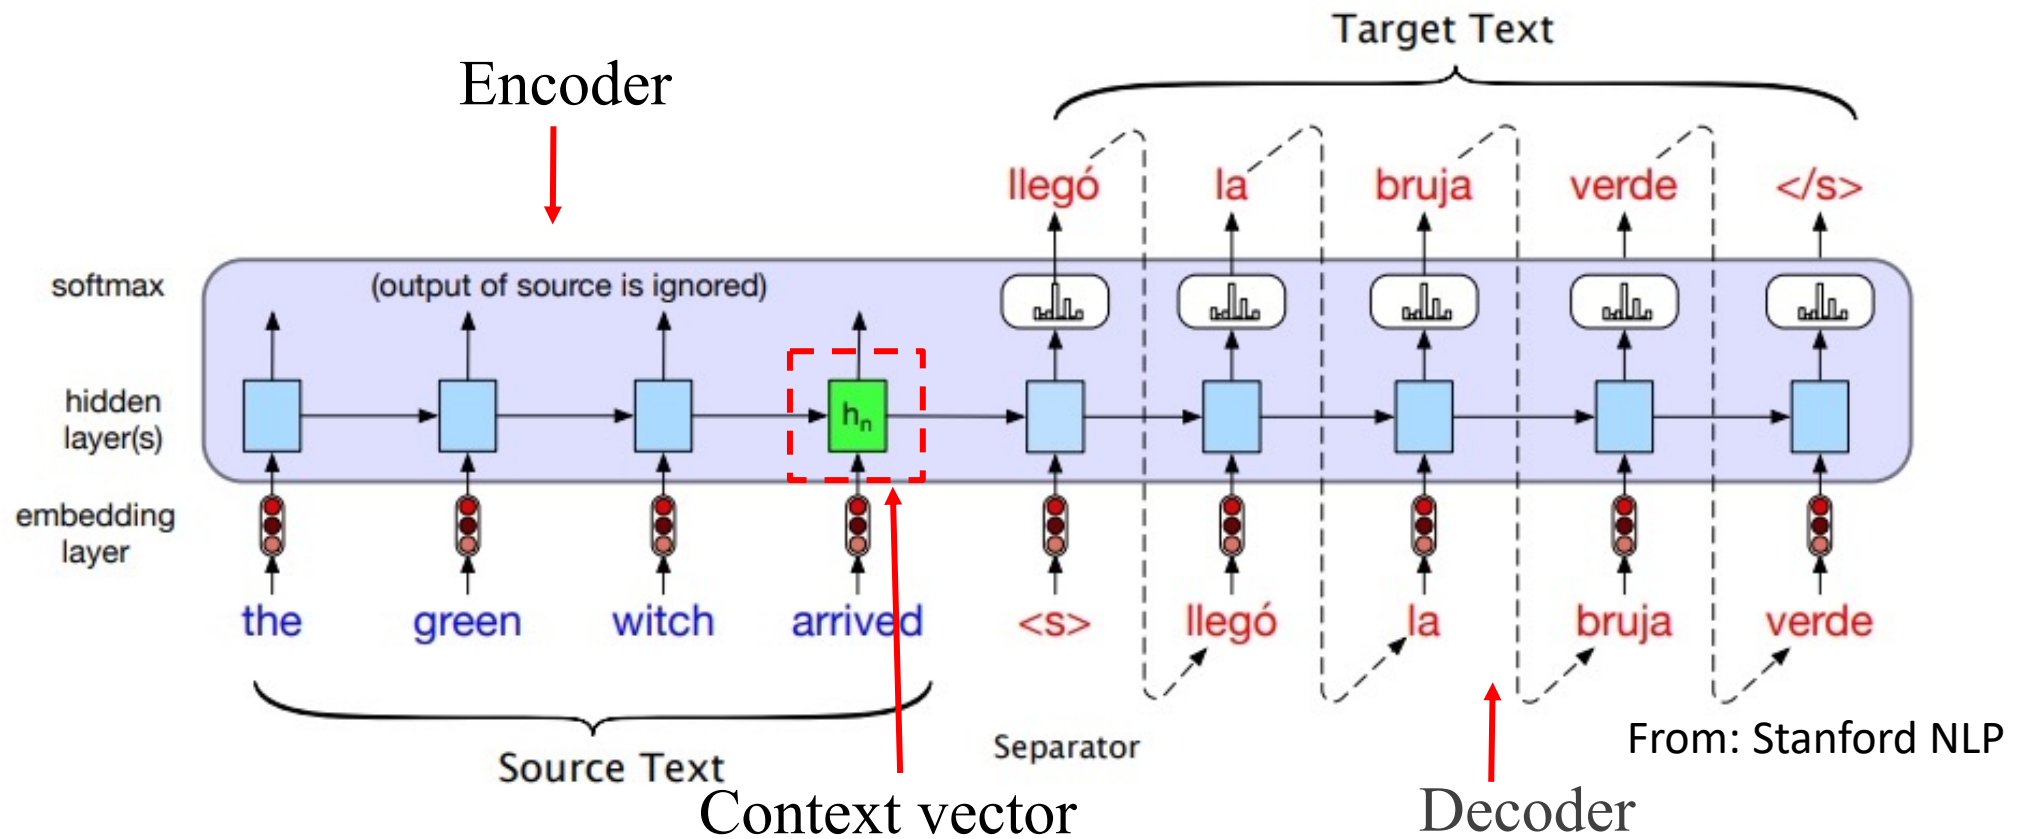 Target Text
Encoder
llegó la bruja verde </s>
softmax
(output of source is ignored)
hidden
layer(s)
hn
embedding
layer
the green witch arrived <s> llegó la bruja verde
Separator
From: Stanford NLP
Source Text
Context vector
Decoder